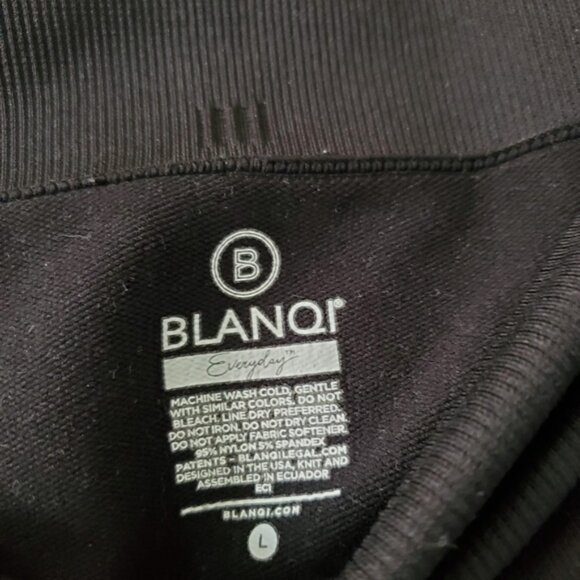 B
BLANQI®
Everyday™
MACHINE WASH COLD, GENTLE
WITH SIMILAR COLORS. DO NOT
BLEACH. LINE DRY PREFERRED.
DO NOT IRON. DO NOT DRY CLEAN.
DO NOT APPLY FABRIC SOFTENER.
95% NYLON 5% SPANDEX
PATENTS - BLANQILEGAL.COM
DESIGNED IN THE USA, KNIT AND
ASSEMBLED IN ECUADOR
EC1
BLANQI.COM
L